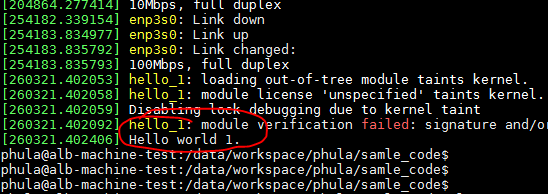 [204864.277414] 10Mbps, full duplex
[254182.339154] enp3s0: Link down
[254183.834977] enp3s0: Link up
[254183.835792] enp3s0: Link changed:
[254183.835793] 100Mbps, full duplex
[260321.402053] hello_1: loading out-of-tree module taints kernel.
[260321.402058] hello_1: module license 'unspecified' taints kernel.
[260321.402059] Disabling lock debugging due to kernel taint
[260321.402092] hello_1: module verification failed: signature and/or
[260321.402406] Hello world 1.
phula@alb-machine-test:/data/workspace/phula/samle_code$
phula@alb-machine-test:/data/workspace/phula/samle_code$
phula@alb-machine-test:/data/workspace/phula/samle_code$